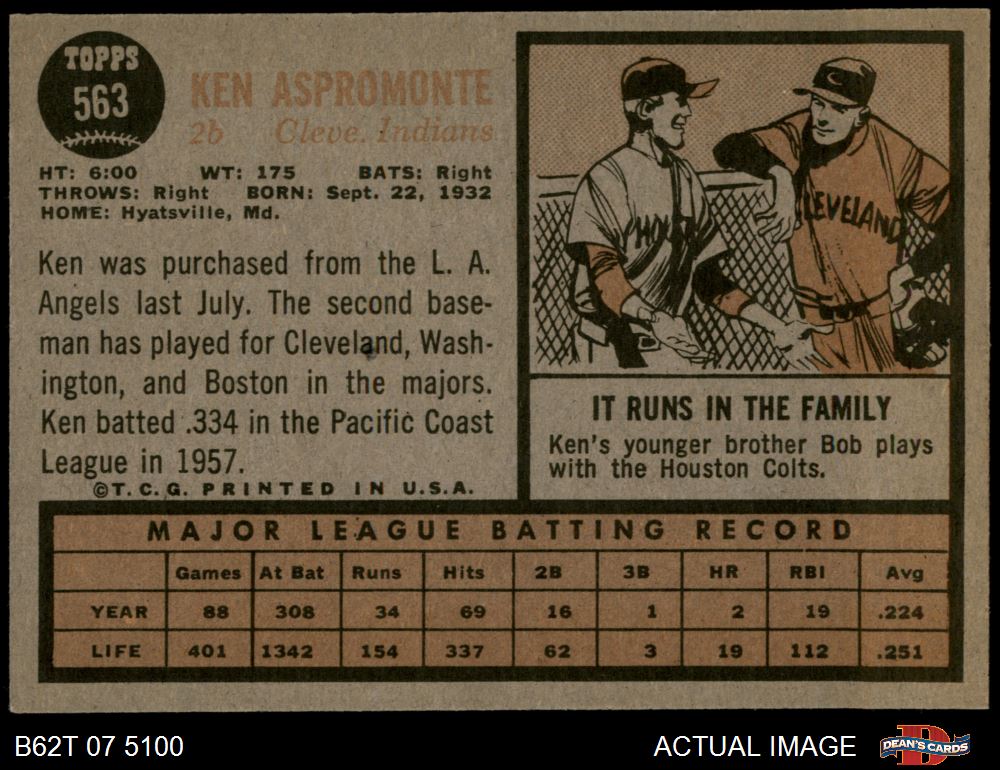 TOPPS
563
KEN ASPROMONTE
2b Cleve. Indians
HT: 6:00 WT: 175 BATS: Right
THROWS: Right BORN: Sept. 22, 1932
HOME: Hyatsville, Md.
Ken was purchased from the L. A.
Angels last July. The second base-
man has played for Cleveland, Wash-
ington, and Boston in the majors.
Ken batted .334 in the Pacific Coast
League in 1957.
©T.C.G. PRINTED IN U.S.A.
C
HOU
LEVELAND
IT RUNS IN THE FAMILY
Ken's younger brother Bob plays
with the Houston Colts.
MAJOR LEAGUE BATTING RECORD
Games At Bat Runs Hits 2B 3B HR RBI Avg
YEAR 88 308 34 69 16 1 2 19 .224
LIFE 401 1342 154 337 62 3 19 112 .251
B62T 07 5100
ACTUAL IMAGE
D
DEAN'S CARDS